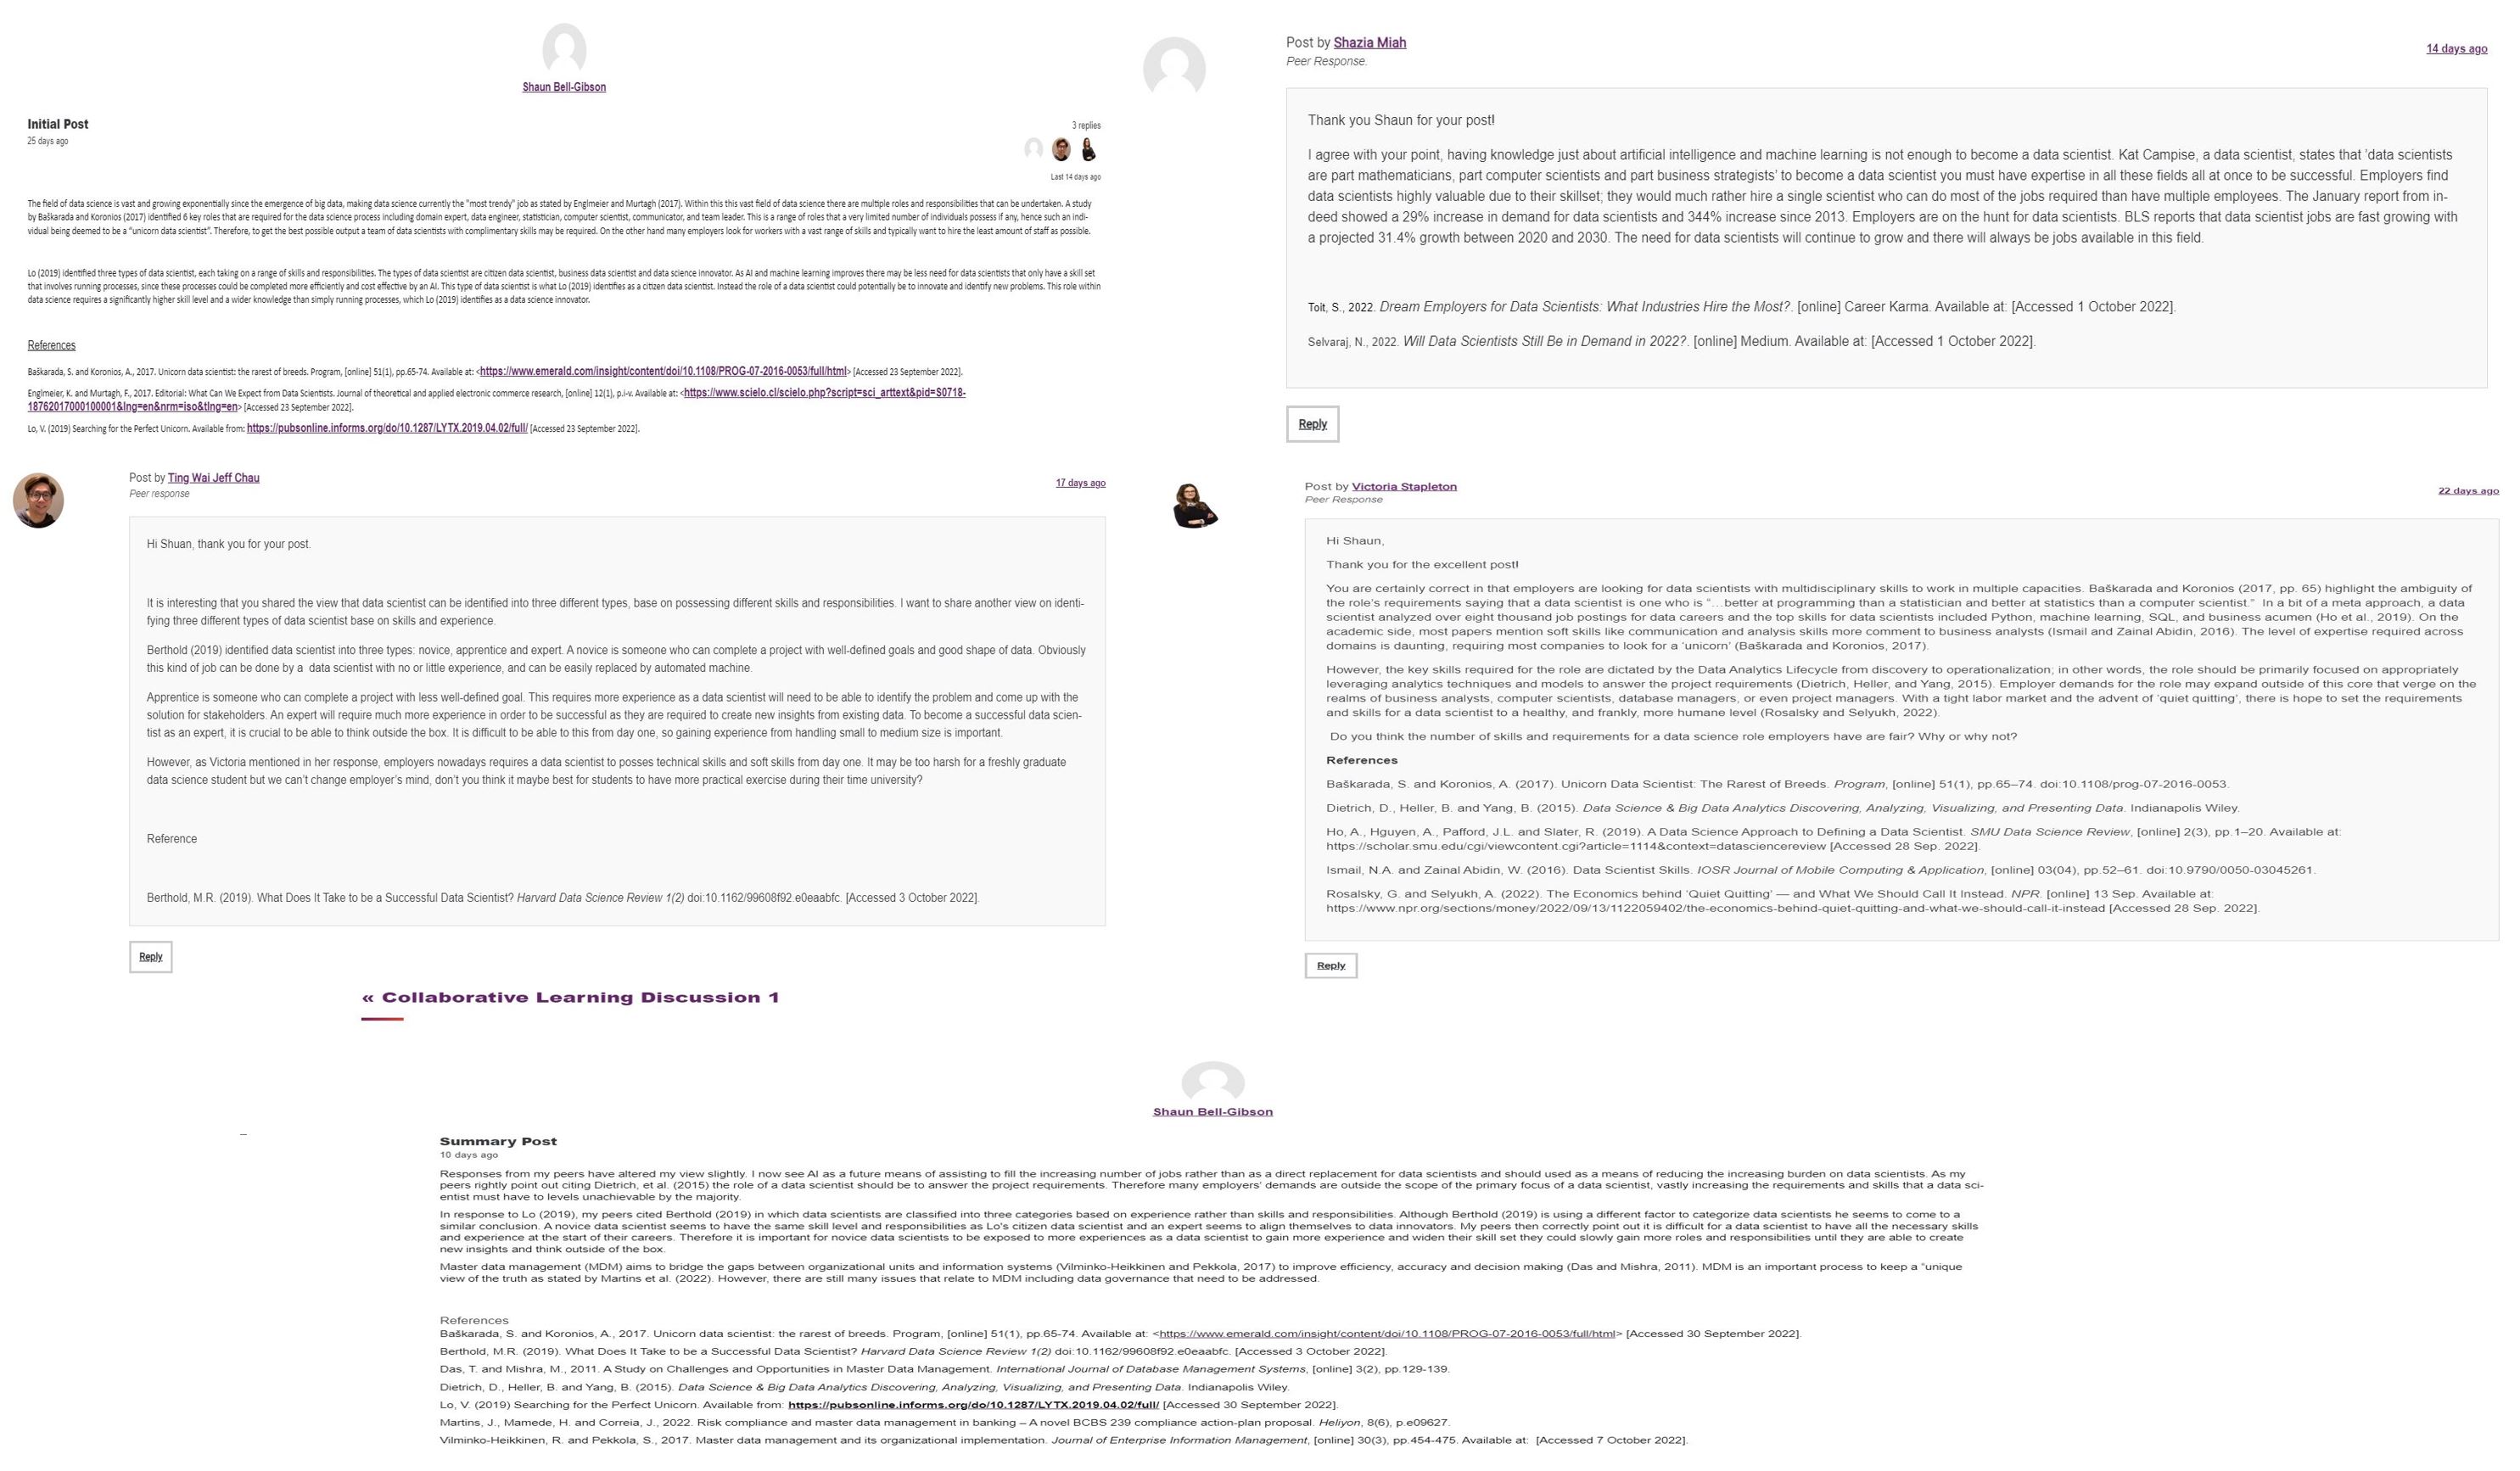 Shaun Bell-Gibson
Initial Post
25 days ago
3 replies
Last 14 days ago
The field of data science is vast and growing exponentially since the emergence of big data, making data science currently the "most trendy" job as stated by Englmeier and Murtagh (2017). Within this this vast field of data science there are multiple roles and responsibilities that can be undertaken. A study
by Baškarada and Koronios (2017) identified 6 key roles that are required for the data science process including domain expert, data engineer, statistician, computer scientist, communicator, and team leader. This is a range of roles that a very limited number of individuals possess if any, hence such an indi-
vidual being deemed to be a "unicorn data scientist". Therefore, to get the best possible output a team of data scientists with complimentary skills may be required. On the other hand many employers look for workers with a vast range of skills and typically want to hire the least amount of staff as possible.
Lo (2019) identified three types of data scientist, each taking on a range of skills and responsibilities. The types of data scientist are citizen data scientist, business data scientist and data science innovator. As AI and machine learning improves there may be less need for data scientists that only have a skill set
that involves running processes, since these processes could be completed more efficiently and cost effective by an AI. This type of data scientist is what Lo (2019) identifies as a citizen data scientist. Instead the role of a data scientist could potentially be to innovate and identify new problems. This role within
data science requires a significantly higher skill level and a wider knowledge than simply running processes, which Lo (2019) identifies as a data science innovator.
References
Baškarada, S. and Koronios, A., 2017. Unicorn data scientist: the rarest of breeds. Program, [online] 51(1), pp.65-74. Available at: <https://www.emerald.com/insight/content/doi/10.1108/PROG-07-2016-0053/full/html> [Accessed 23 September 2022].
Englmeier, K. and Murtagh, F., 2017. Editorial: What Can We Expect from Data Scientists. Journal of theoretical and applied electronic commerce research, [online] 12(1), p.i-v. Available at: <https://www.scielo.cl/scielo.php?script=sci_arttext&pid=S0718-
18762017000100001&lng=en&nrm=iso&tlng=en> [Accessed 23 September 2022].
Lo, V. (2019) Searching for the Perfect Unicorn. Available from: https://pubsonline.informs.org/do/10.1287/LYTX.2019.04.02/full/ [Accessed 23 September 2022].
Post by Shazia Miah
14 days ago
Peer Response.
Thank you Shaun for your post!
I agree with your point, having knowledge just about artificial intelligence and machine learning is not enough to become a data scientist. Kat Campise, a data scientist, states that 'data scientists
are part mathematicians, part computer scientists and part business strategists' to become a data scientist you must have expertise in all these fields all at once to be successful. Employers find
data scientists highly valuable due to their skillset; they would much rather hire a single scientist who can do most of the jobs required than have multiple employees. The January report from in-
deed showed a 29% increase in demand for data scientists and 344% increase since 2013. Employers are on the hunt for data scientists. BLS reports that data scientist jobs are fast growing with
a projected 31.4% growth between 2020 and 2030. The need for data scientists will continue to grow and there will always be jobs available in this field.
Toit, S., 2022. Dream Employers for Data Scientists: What Industries Hire the Most?. [online] Career Karma. Available at: [Accessed 1 October 2022].
Selvaraj, N., 2022. Will Data Scientists Still Be in Demand in 2022?. [online] Medium. Available at: [Accessed 1 October 2022].
Reply
Post by Ting Wai Jeff Chau
17 days ago
Peer response
Hi Shuan, thank you for your post.
It is interesting that you shared the view that data scientist can be identified into three different types, base on possessing different skills and responsibilities. I want to share another view on identi-
fying three different types of data scientist base on skills and experience.
Berthold (2019) identified data scientist into three types: novice, apprentice and expert. A novice is someone who can complete a project with well-defined goals and good shape of data. Obviously
this kind of job can be done by a  data scientist with no or little experience, and can be easily replaced by automated machine.
Apprentice is someone who can complete a project with less well-defined goal. This requires more experience as a data scientist will need to be able to identify the problem and come up with the
solution for stakeholders. An expert will require much more experience in order to be successful as they are required to create new insights from existing data. To become a successful data scien-
tist as an expert, it is crucial to be able to think outside the box. It is difficult to be able to this from day one, so gaining experience from handling small to medium size is important.
However, as Victoria mentioned in her response, employers nowadays requires a data scientist to posses technical skills and soft skills from day one. It may be too harsh for a freshly graduate
data science student but we can't change employer's mind, don't you think it maybe best for students to have more practical exercise during their time university?
Reference
Berthold, M.R. (2019). What Does It Take to be a Successful Data Scientist? Harvard Data Science Review 1(2) doi:10.1162/99608f92.e0eaabfc. [Accessed 3 October 2022].
Reply
Post by Victoria Stapleton
22 days ago
Peer Response
Hi Shaun,
Thank you for the excellent post!
You are certainly correct in that employers are looking for data scientists with multidisciplinary skills to work in multiple capacities. Baškarada and Koronios (2017, pp. 65) highlight the ambiguity of
the role's requirements saying that a data scientist is one who is "…better at programming than a statistician and better at statistics than a computer scientist."  In a bit of a meta approach, a data
scientist analyzed over eight thousand job postings for data careers and the top skills for data scientists included Python, machine learning, SQL, and business acumen (Ho et al., 2019). On the
academic side, most papers mention soft skills like communication and analysis skills more comment to business analysts (Ismail and Zainal Abidin, 2016). The level of expertise required across
domains is daunting, requiring most companies to look for a 'unicorn' (Baškarada and Koronios, 2017).
However, the key skills required for the role are dictated by the Data Analytics Lifecycle from discovery to operationalization; in other words, the role should be primarily focused on appropriately
leveraging analytics techniques and models to answer the project requirements (Dietrich, Heller, and Yang, 2015). Employer demands for the role may expand outside of this core that verge on the
realms of business analysts, computer scientists, database managers, or even project managers. With a tight labor market and the advent of 'quiet quitting', there is hope to set the requirements
and skills for a data scientist to a healthy, and frankly, more humane level (Rosalsky and Selyukh, 2022).
Do you think the number of skills and requirements for a data science role employers have are fair? Why or why not?
References
Baškarada, S. and Koronios, A. (2017). Unicorn Data Scientist: The Rarest of Breeds. Program, [online] 51(1), pp.65–74. doi:10.1108/prog-07-2016-0053.
Dietrich, D., Heller, B. and Yang, B. (2015). Data Science & Big Data Analytics Discovering, Analyzing, Visualizing, and Presenting Data. Indianapolis Wiley.
Ho, A., Hguyen, A., Pafford, J.L. and Slater, R. (2019). A Data Science Approach to Defining a Data Scientist. SMU Data Science Review, [online] 2(3), pp.1–20. Available at:
https://scholar.smu.edu/cgi/viewcontent.cgi?article=1114&context=datasciencereview [Accessed 28 Sep. 2022].
Ismail, N.A. and Zainal Abidin, W. (2016). Data Scientist Skills. IOSR Journal of Mobile Computing & Application, [online] 03(04), pp.52–61. doi:10.9790/0050-03045261.
Rosalsky, G. and Selyukh, A. (2022). The Economics behind 'Quiet Quitting' — and What We Should Call It Instead. NPR. [online] 13 Sep. Available at:
https://www.npr.org/sections/money/2022/09/13/1122059402/the-economics-behind-quiet-quitting-and-what-we-should-call-it-instead [Accessed 28 Sep. 2022].
Reply
« Collaborative Learning Discussion 1
Shaun Bell-Gibson
Summary Post
10 days ago
Responses from my peers have altered my view slightly. I now see AI as a future means of assisting to fill the increasing number of jobs rather than as a direct replacement for data scientists and should used as a means of reducing the increasing burden on data scientists. As my
peers rightly point out citing Dietrich, et al. (2015) the role of a data scientist should be to answer the project requirements. Therefore many employers' demands are outside the scope of the primary focus of a data scientist, vastly increasing the requirements and skills that a data sci-
entist must have to levels unachievable by the majority.
In response to Lo (2019), my peers cited Berthold (2019) in which data scientists are classified into three categories based on experience rather than skills and responsibilities. Although Berthold (2019) is using a different factor to categorize data scientists he seems to come to a
similar conclusion. A novice data scientist seems to have the same skill level and responsibilities as Lo's citizen data scientist and an expert seems to align themselves to data innovators. My peers then correctly point out it is difficult for a data scientist to have all the necessary skills
and experience at the start of their careers. Therefore it is important for novice data scientists to be exposed to more experiences as a data scientist to gain more experience and widen their skill set they could slowly gain more roles and responsibilities until they are able to create
new insights and think outside of the box.
Master data management (MDM) aims to bridge the gaps between organizational units and information systems (Vilminko-Heikkinen and Pekkola, 2017) to improve efficiency, accuracy and decision making (Das and Mishra, 2011). MDM is an important process to keep a "unique
view of the truth as stated by Martins et al. (2022). However, there are still many issues that relate to MDM including data governance that need to be addressed.
References
Baškarada, S. and Koronios, A., 2017. Unicorn data scientist: the rarest of breeds. Program, [online] 51(1), pp.65-74. Available at: <https://www.emerald.com/insight/content/doi/10.1108/PROG-07-2016-0053/full/html> [Accessed 30 September 2022].
Berthold, M.R. (2019). What Does It Take to be a Successful Data Scientist? Harvard Data Science Review 1(2) doi:10.1162/99608f92.e0eaabfc. [Accessed 3 October 2022].
Das, T. and Mishra, M., 2011. A Study on Challenges and Opportunities in Master Data Management. International Journal of Database Management Systems, [online] 3(2), pp.129-139.
Dietrich, D., Heller, B. and Yang, B. (2015). Data Science & Big Data Analytics Discovering, Analyzing, Visualizing, and Presenting Data. Indianapolis Wiley.
Lo, V. (2019) Searching for the Perfect Unicorn. Available from: https://pubsonline.informs.org/do/10.1287/LYTX.2019.04.02/full/ [Accessed 30 September 2022].
Martins, J., Mamede, H. and Correia, J., 2022. Risk compliance and master data management in banking – A novel BCBS 239 compliance action-plan proposal. Heliyon, 8(6), p.e09627.
Vilminko-Heikkinen, R. and Pekkola, S., 2017. Master data management and its organizational implementation. Journal of Enterprise Information Management, [online] 30(3), pp.454-475. Available at:  [Accessed 7 October 2022].